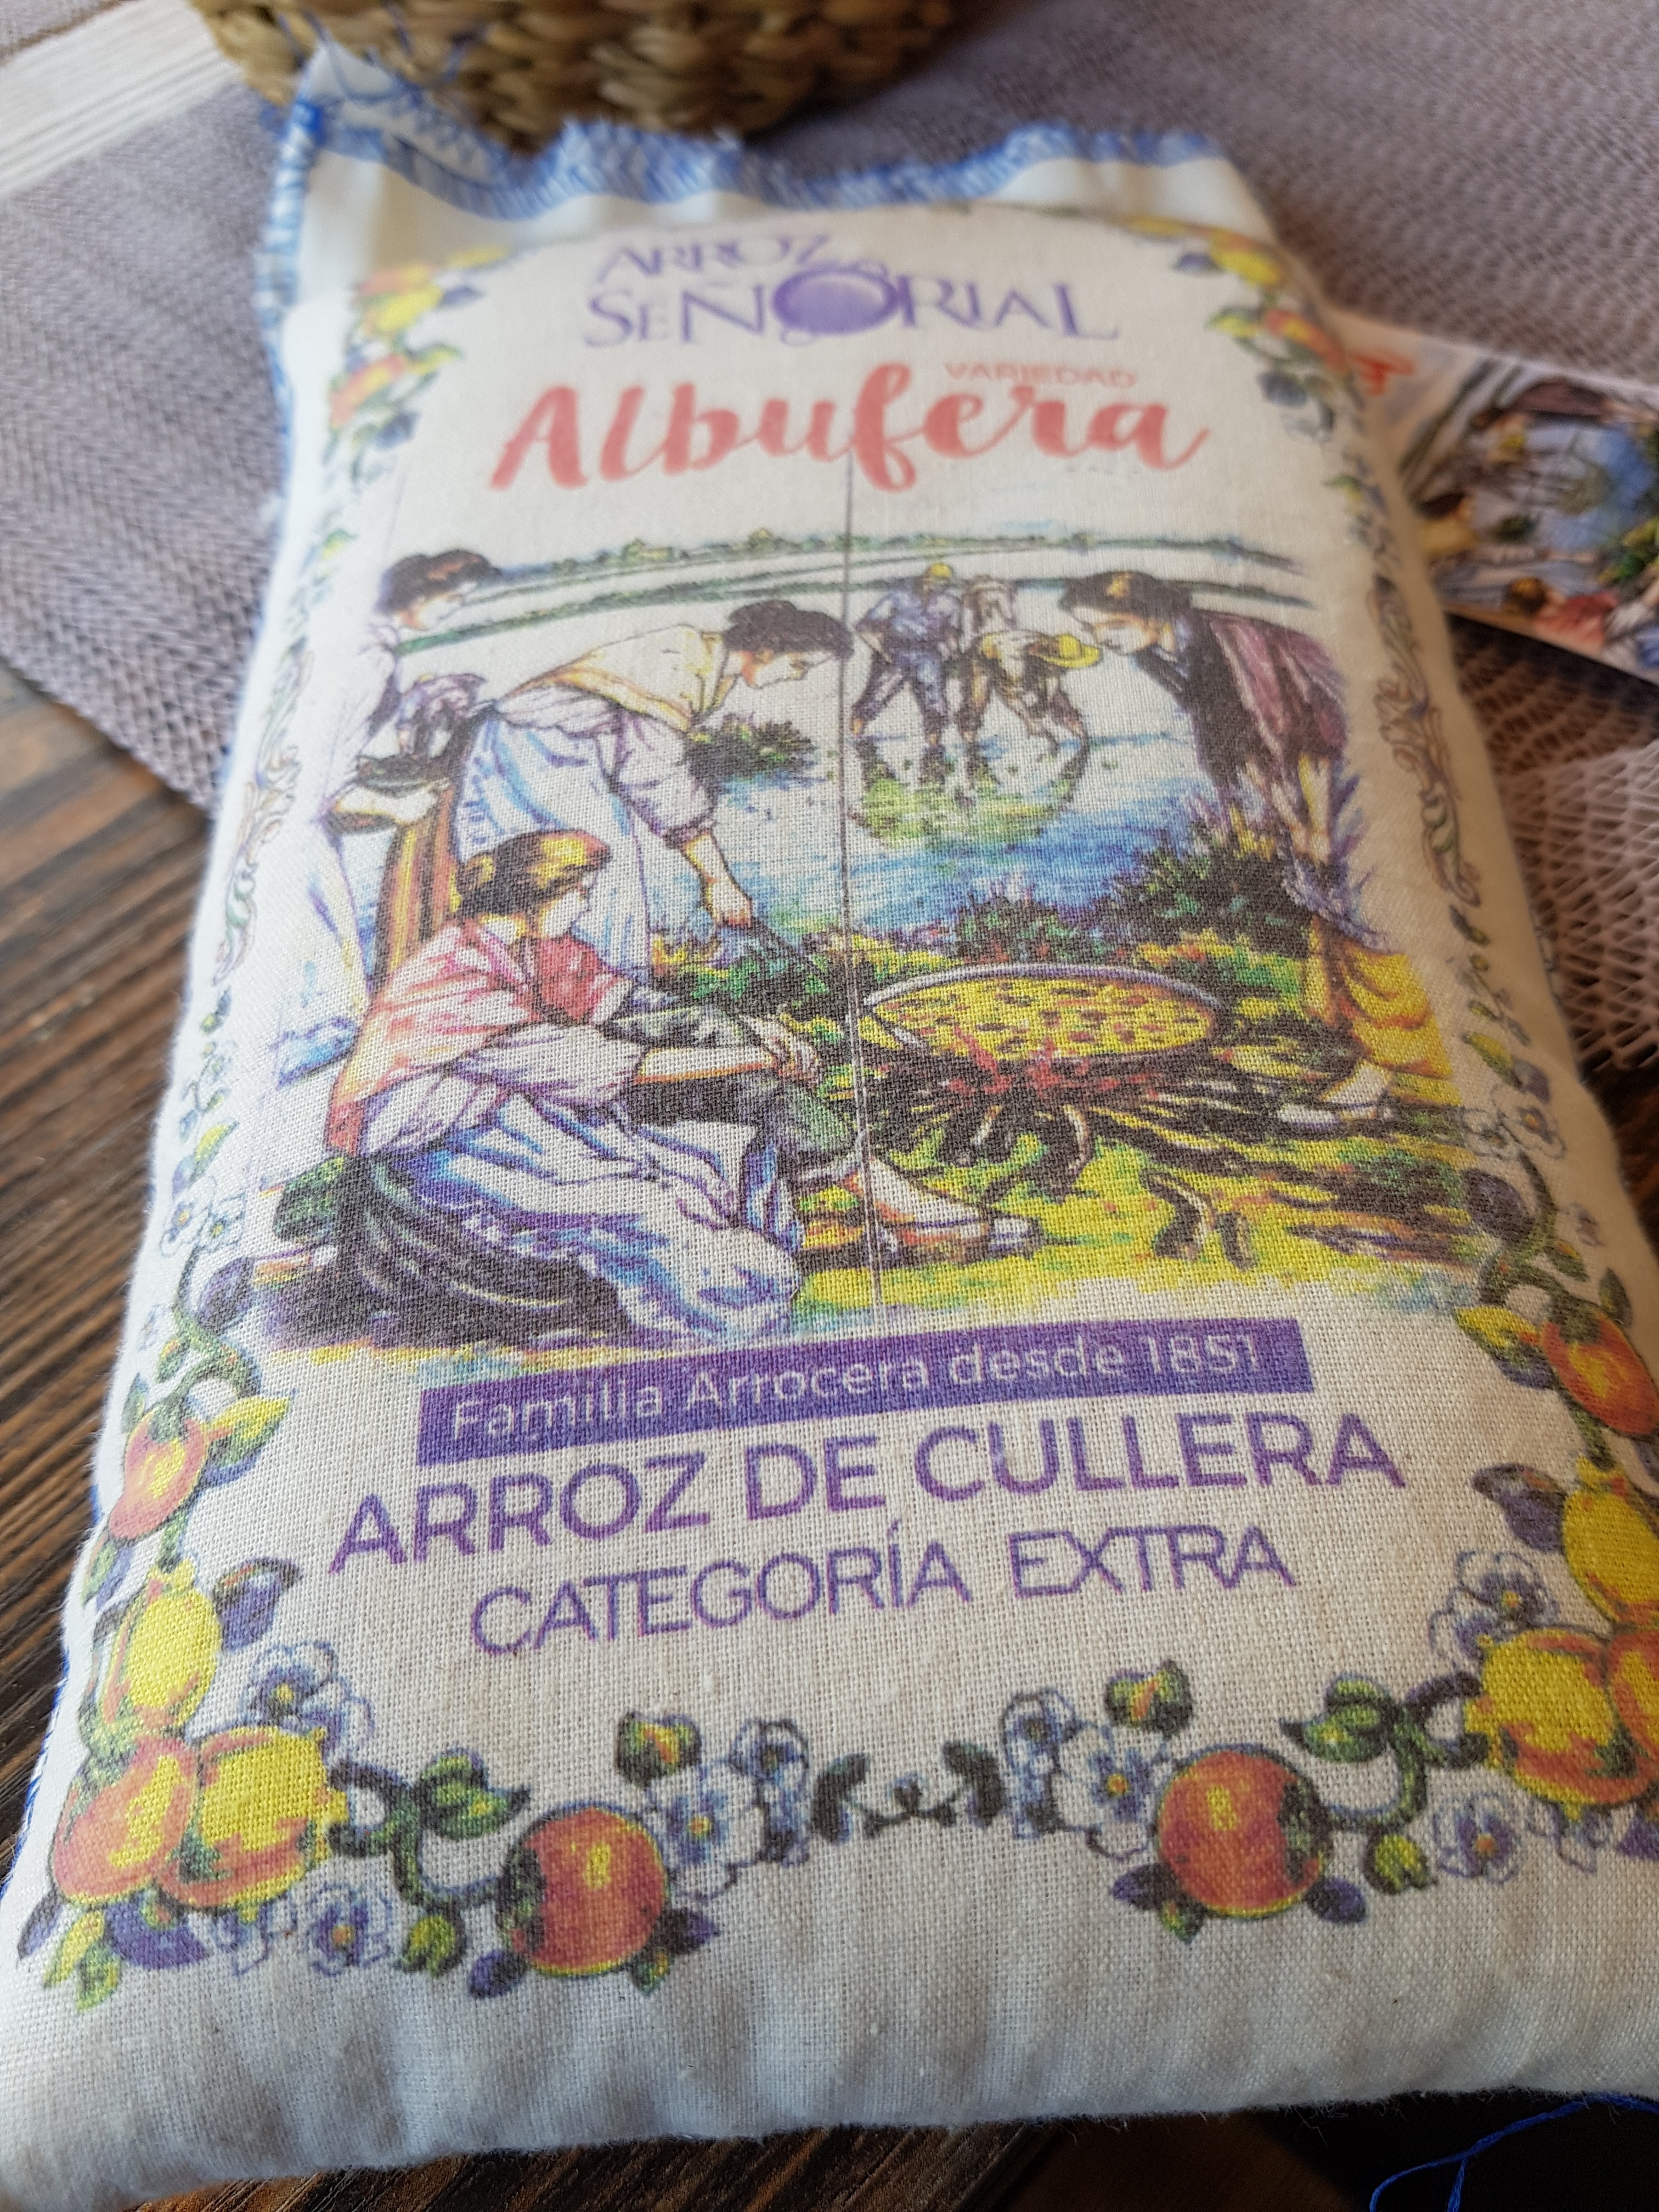 ARROZ
SEÑORIAL
VARIEDAD
Albufera
Familia Arrocera desde 1851
ARROZ DE CULLERA
CATEGORÍA EXTRA